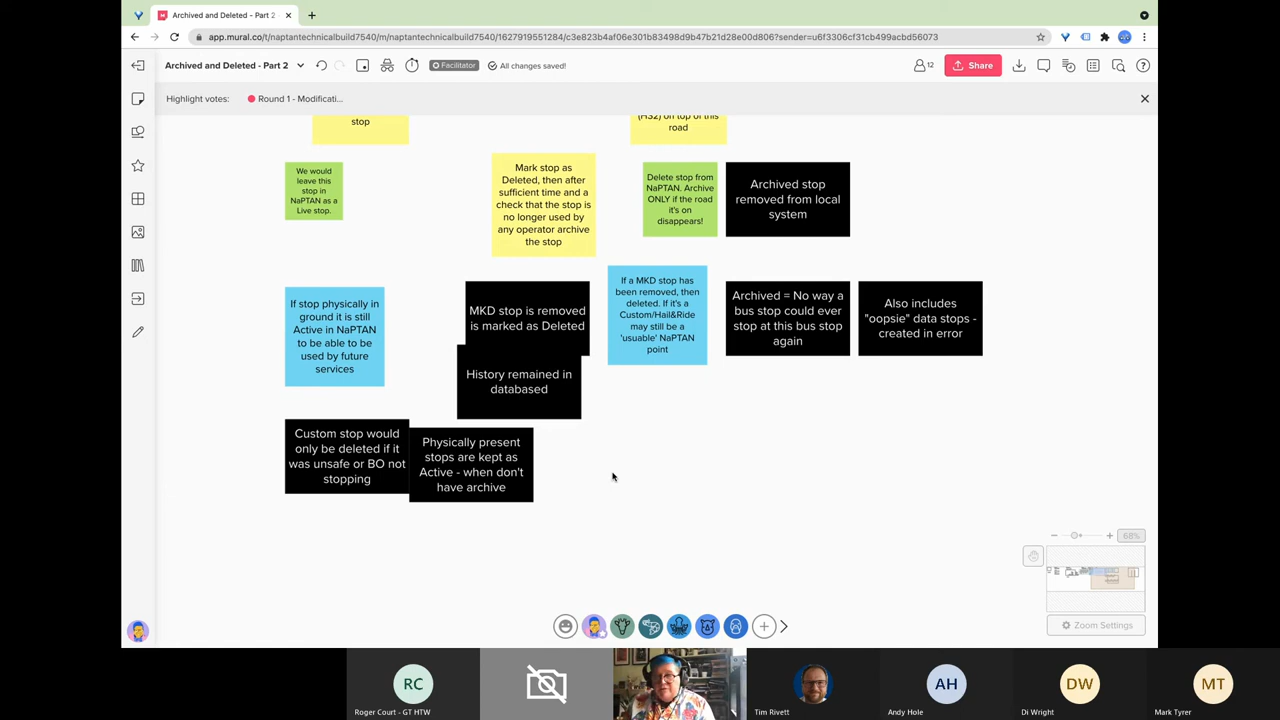 Archived and Deleted - Part 2
app.mural.co/t/naptantechnicalbuild7540/m/naptantechnicalbuild7540/1627919551284/c3e823b4af06e301b83498d9b47b21d28e00d806?sender=u6f3306cf31cb499acbd56073
Archived and Deleted - Part 2
Facilitator
All changes saved!
12
Share
Highlight votes:
Round 1 - Modificati...
stop
(HS2) on top of this
road
We would
leave this
stop in
NaPTAN as a
Live stop.
Mark stop as
Deleted, then after
sufficient time and a
check that the stop is
no longer used by
any operator archive
the stop
Delete stop from
NaPTAN. Archive
ONLY if the road
it's on
disappears!
Archived stop
removed from local
system
If stop physically in
ground it is still
Active in NaPTAN
to be able to be
used by future
services
MKD stop is removed
is marked as Deleted
If a MKD stop has
been removed, then
deleted. If it's a
Custom/Hail&Ride
may still be a
'usuable' NaPTAN
point
Archived = No way a
bus stop could ever
stop at this bus stop
again
Also includes
"oopsie" data stops -
created in error
History remained in
databased
Custom stop would
only be deleted if it
was unsafe or BO not
stopping
Physically present
stops are kept as
Active - when don't
have archive
68%
Zoom Settings
RC
Roger Court - GT HTW
Tim Rivett
AH
Andy Hole
DW
Di Wright
MT
Mark Tyrer